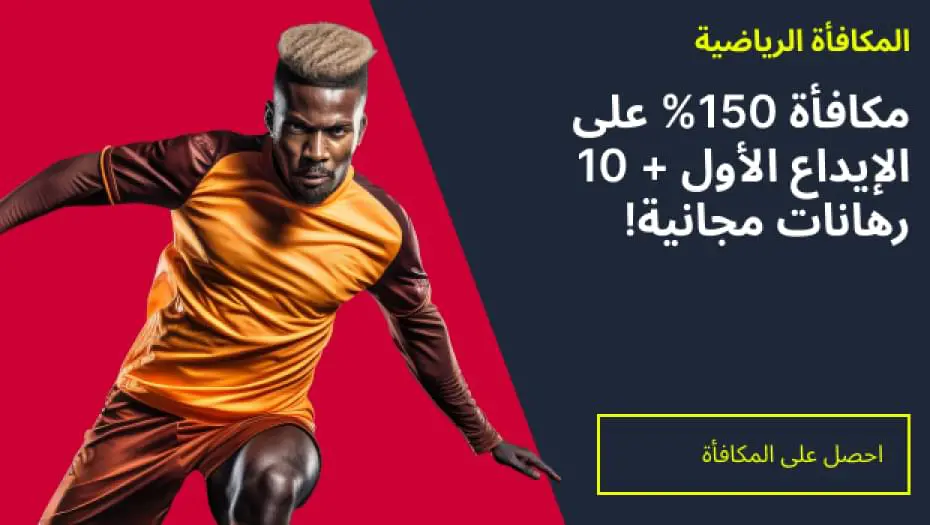 المكافأة الرياضية
مكافأة 150% على
الإيداع الأول + 10
رهانات مجانية!
احصل على المكافأة